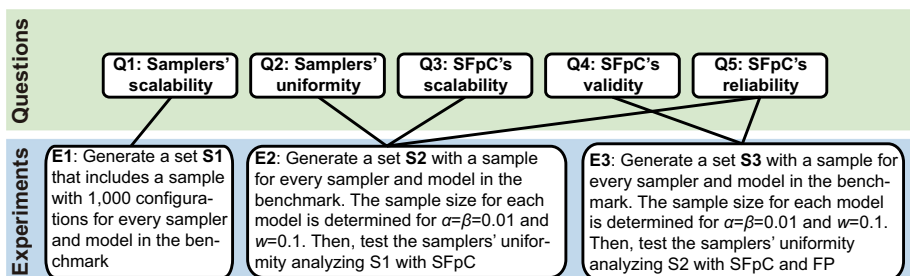 Questions
Q1: Samplers'
scalability
Q2: Samplers'
uniformity
Q3: SFpC's
scalability
Q4: SFpC's
validity
Q5: SFpC's
reliability
Experiments
E1: Generate a set S1
that includes a sample
with 1,000 configura-
tions for every sampler
and model in the ben-
chmark
E2: Generate a set S2 with a sample
for every sampler and model in the
benchmark. The sample size for each
model is determined for α=β=0.01 and
w=0.1. Then, test the samplers' unifor-
mity analyzing S1 with SFpC
E3: Generate a set S3 with a sample for
every sampler and model in the bench-
mark. The sample size for each model
is determined for α=β=0.01 and w=0.1.
Then, test the samplers' uniformity
analyzing S2 with SFpC and FP